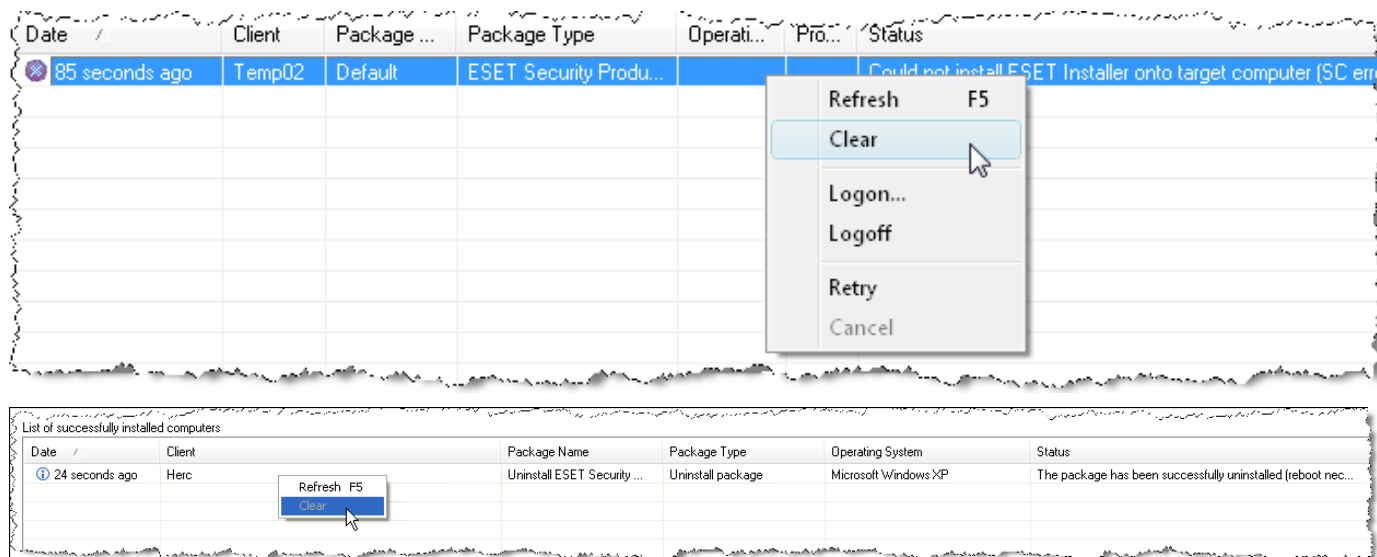 Date Client Package ... Package Type Operati... Pro... Status
85 seconds ago Temp02 Default ESET Security Produ... Could not install ESET Installer onto target computer (SC erro
Refresh F5
Clear
Logon...
Logoff
Retry
Cancel
List of successfully installed computers
Date Client Package Name Package Type Operating System Status
24 seconds ago Herc Uninstall ESET Security ... Uninstall package Microsoft Windows XP The package has been successfully uninstalled (reboot nec...
Refresh F5
Clear